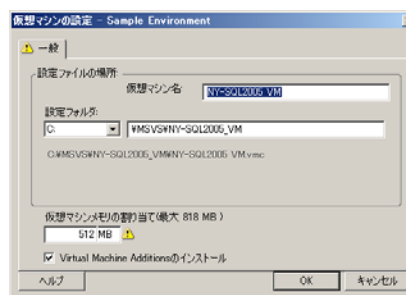 仮想マシンの設定 - Sample Environment
一般
設定ファイルの場所
仮想マシン名 NY-SQL2005_VM
設定フォルダ:
C: ¥MSVS¥NY-SQL2005_VM
C:¥MSVS¥NY-SQL2005_VM¥NY-SQL2005 VM.vmc
仮想マシンメモリの割り当て(最大 818 MB)
512 MB
Virtual Machine Additionsのインストール
ヘルプ OK キャンセル